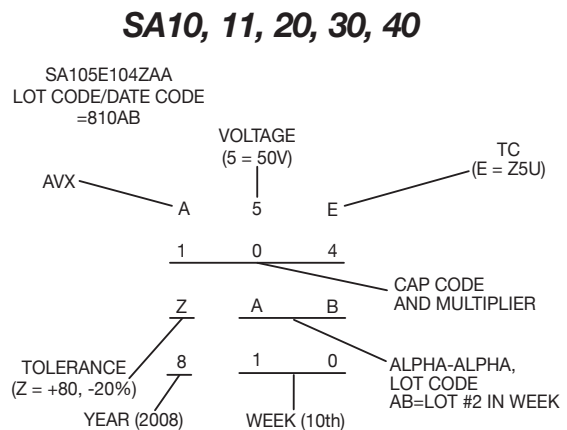 SA10, 11, 20, 30, 40
SA105E104ZAA
LOT CODE/DATE CODE
=810AB
VOLTAGE
(5 = 50V)
TC
(E = Z5U)
AVX
A 5 E
1 0 4
CAP CODE
AND MULTIPLIER
Z A B
TOLERANCE
(Z = +80, -20%)
8 1 0
ALPHA-ALPHA,
LOT CODE
AB=LOT #2 IN WEEK
YEAR (2008)
WEEK (10th)